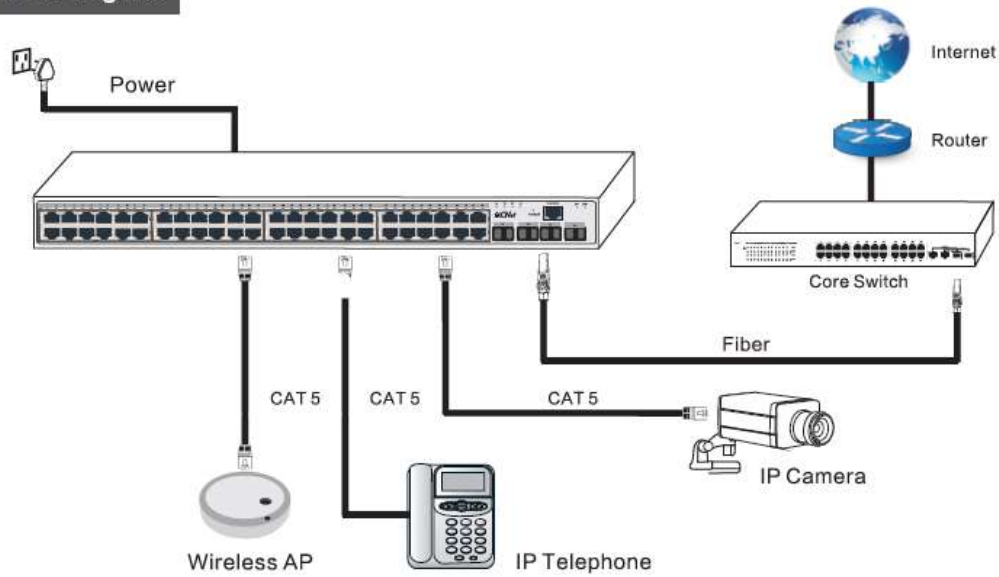 Power
Internet
Router
Core Switch
Fiber
CAT 5
CAT 5
CAT 5
IP Camera
Wireless AP
IP Telephone